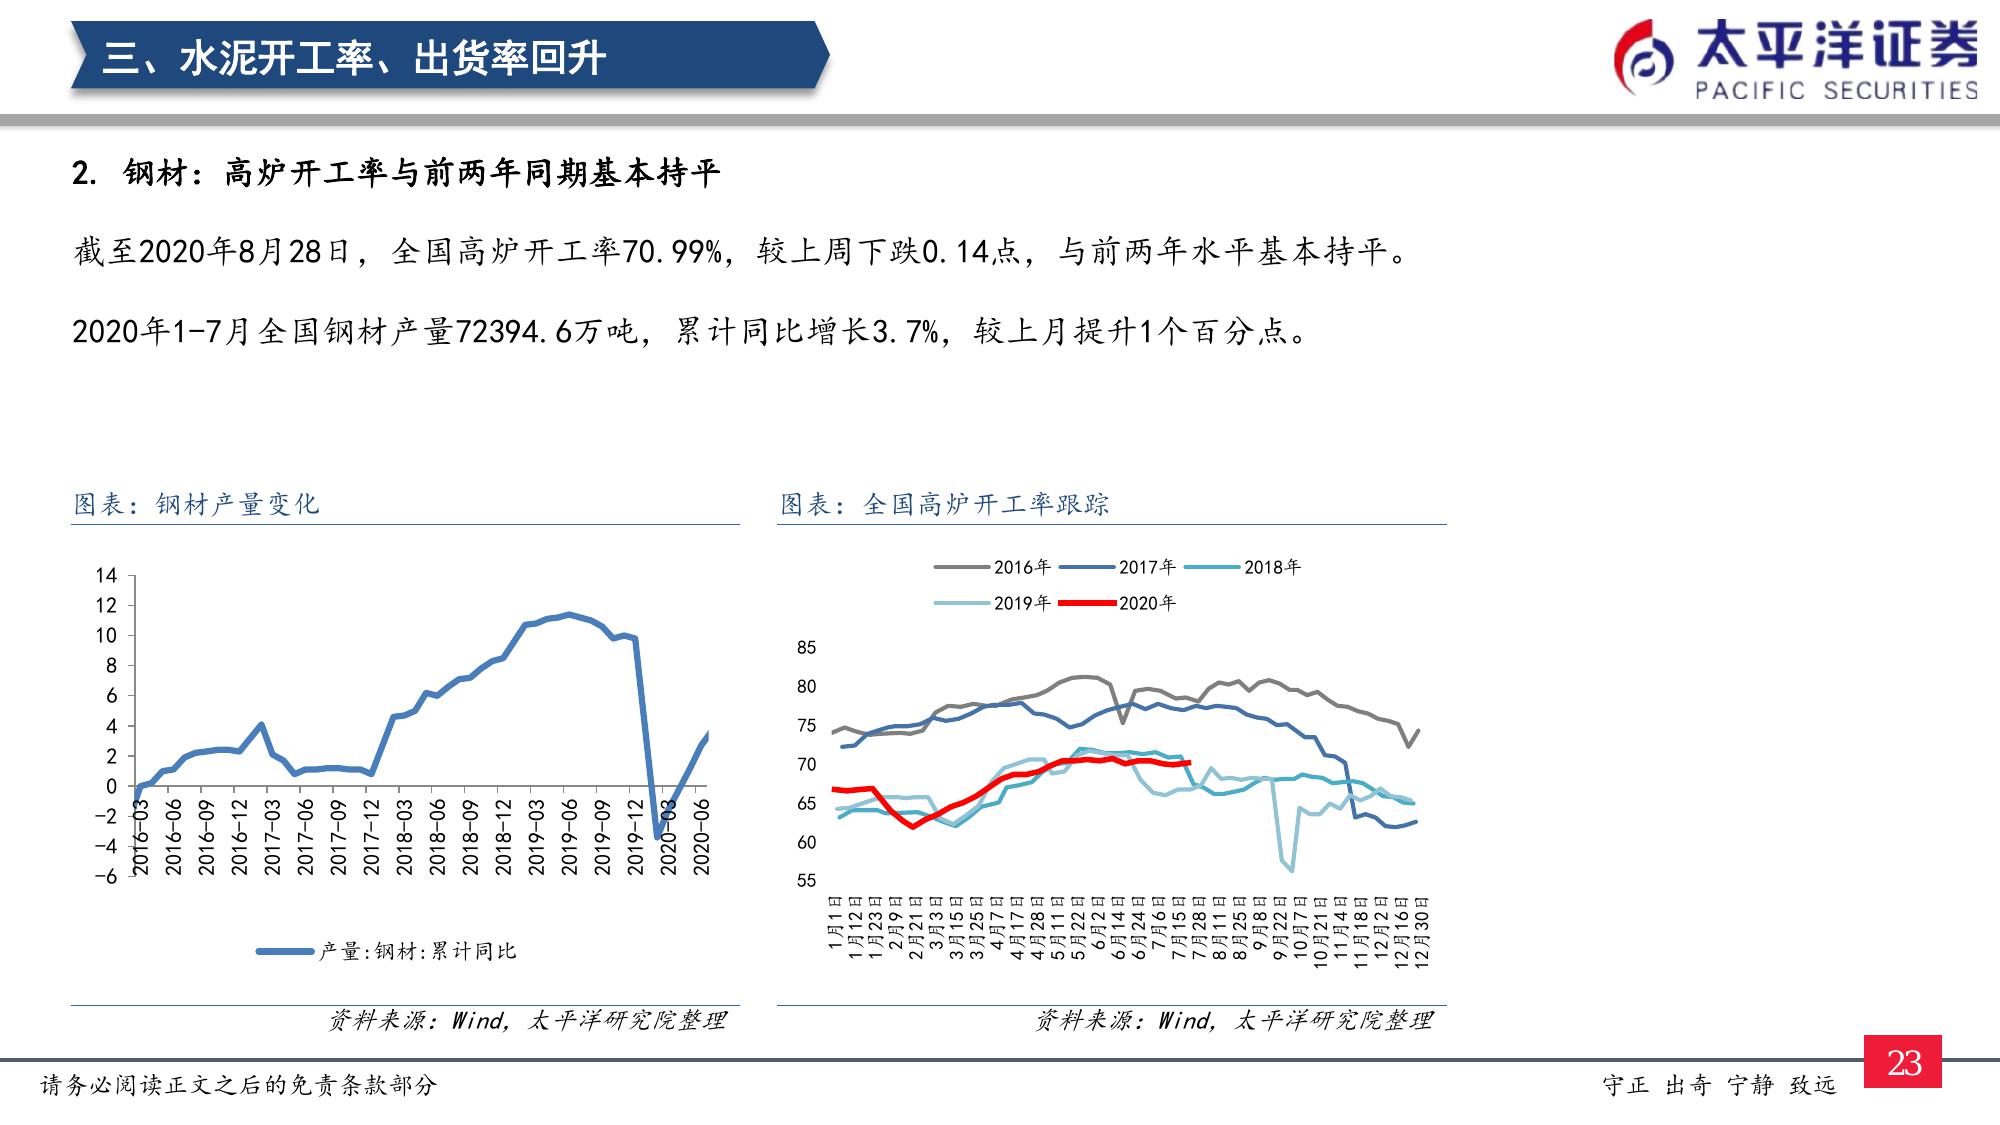 三、水泥开工率、出货率回升
太平洋证券
PACIFIC SECURITIES
2. 钢材：高炉开工率与前两年同期基本持平
截至2020年8月28日，全国高炉开工率70.99%，较上周下跌0.14点，与前两年水平基本持平。
2020年1-7月全国钢材产量72394.6万吨，累计同比增长3.7%，较上月提升1个百分点。
图表：钢材产量变化
14
12
10
8
6
4
2
0
-2
-4
-6
2016-03
2016-06
2016-09
2016-12
2017-03
2017-06
2017-09
2017-12
2018-03
2018-06
2018-09
2018-12
2019-03
2019-06
2019-09
2019-12
2020-03
2020-06
产量:钢材:累计同比
资料来源：Wind，太平洋研究院整理
图表：全国高炉开工率跟踪
2016年 2017年 2018年
2019年 2020年
85
80
75
70
65
60
55
1月1日
1月12日
1月23日
2月9日
2月21日
3月3日
3月15日
3月25日
4月7日
4月17日
4月28日
5月11日
5月22日
6月2日
6月14日
6月24日
7月6日
7月15日
7月28日
8月11日
8月25日
9月8日
9月22日
10月7日
10月21日
11月4日
11月18日
12月2日
12月16日
12月30日
资料来源：Wind，太平洋研究院整理
请务必阅读正文之后的免责条款部分
守正 出奇 宁静 致远
23